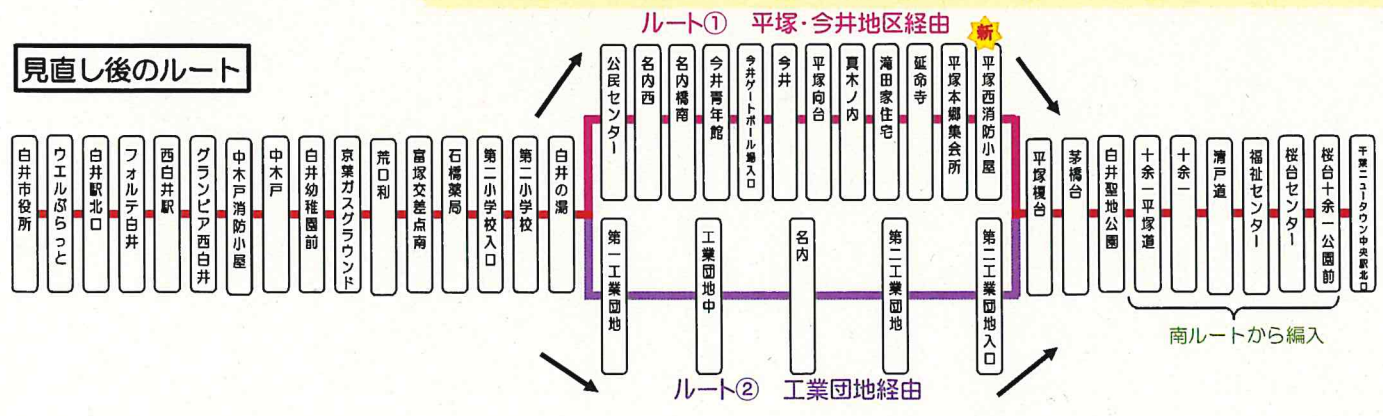 ルート① 平塚・今井地区経由
新
見直し後のルート
白井市役所
ウエルぷらっと
白井駅北口
フォルテ白井
西白井駅
グランピア西白井
中木戸消防小屋
中木戸
白井幼稚園前
京葉ガスグラウンド
荒口利
富塚交差点南
石橋薬局
第二小学校入口
第二小学校
白井の湯
公民センター
名内西
名内橋南
今井青年館
今井ゲートボール場入口
今井
平塚向台
真木ノ内
滝田家住宅
延命寺
平塚本郷集会所
平塚西消防小屋
第一工業団地
工業団地中
名内
第二工業団地
第二工業団地入口
平塚榎台
茅橋台
白井聖地公園
十余一平塚道
十余一
清戸道
福祉センター
桜台センター
桜台十余一公園前
千葉ニュータウン中央駅北口
南ルートから編入
ルート② 工業団地経由